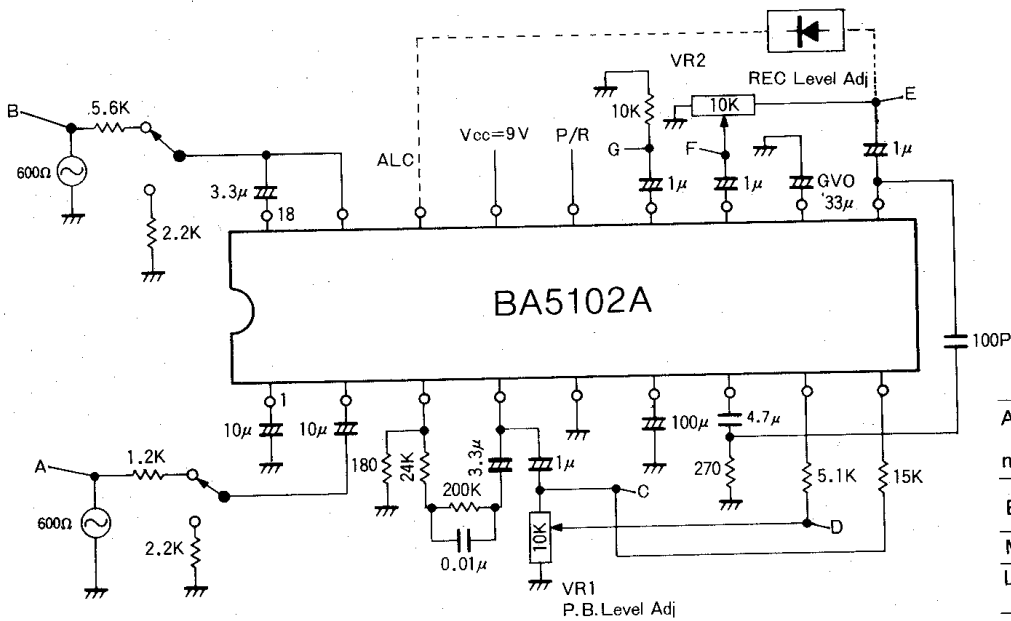 VR2
REC Level Adj
B
5.6K
10K
10K
E
Vcc=9V
P/R
G
F
600Ω
ALC
1μ
3.3μ
1μ
1μ
GVO
'33μ
18
2.2K
BA5102A
100P
1
10μ
10μ
100μ
4.7μ
A
A
1.2K
180
24K
3.3μ
1μ
270
5.1K
15K
n
200K
C
600Ω
10K
D
E
2.2K
0.01μ
VR1
P.B.Level Adj